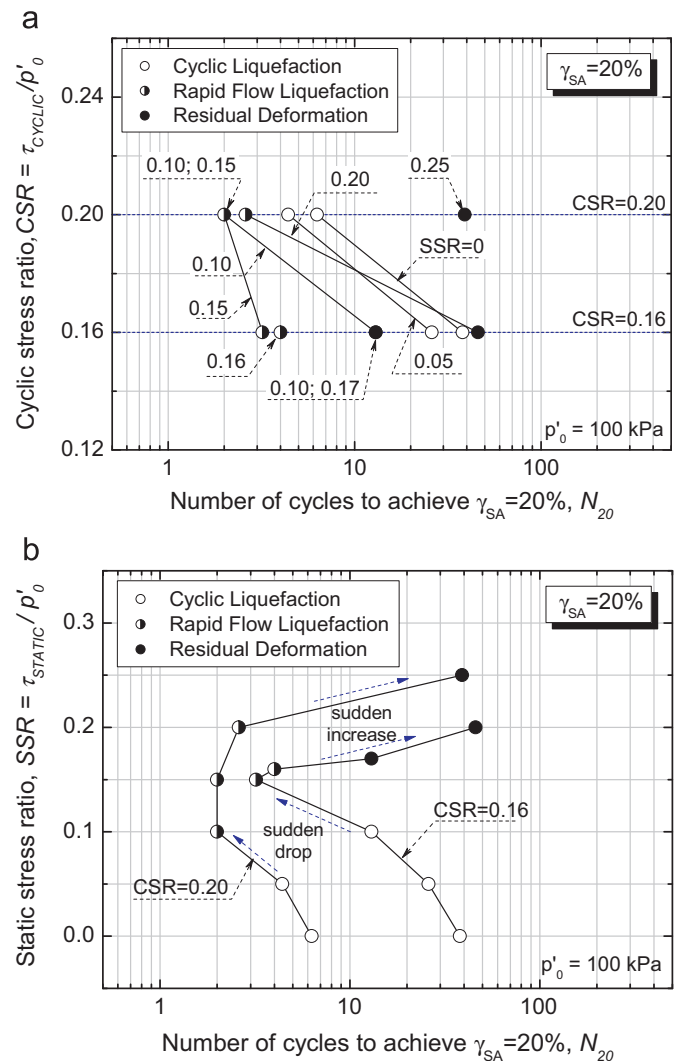 a
Cyclic Liquefaction
Rapid Flow Liquefaction
Residual Deformation
γSA=20%
0.10; 0.15
0.20
0.25
CSR=0.20
SSR=0
0.10
0.15
CSR=0.16
0.16
0.10; 0.17
0.05
p'0 = 100 kPa
0.24
0.20
0.16
0.12
Cyclic stress ratio, CSR = τCYCLIC/p'0
1
10
100
Number of cycles to achieve γSA=20%, N20
b
Cyclic Liquefaction
Rapid Flow Liquefaction
Residual Deformation
γSA=20%
sudden
increase
sudden
drop
CSR=0.16
CSR=0.20
p'0 = 100 kPa
0.3
0.2
0.1
0.0
Static stress ratio, SSR = τSTATIC/p'0
1
10
100
Number of cycles to achieve γSA=20%, N20